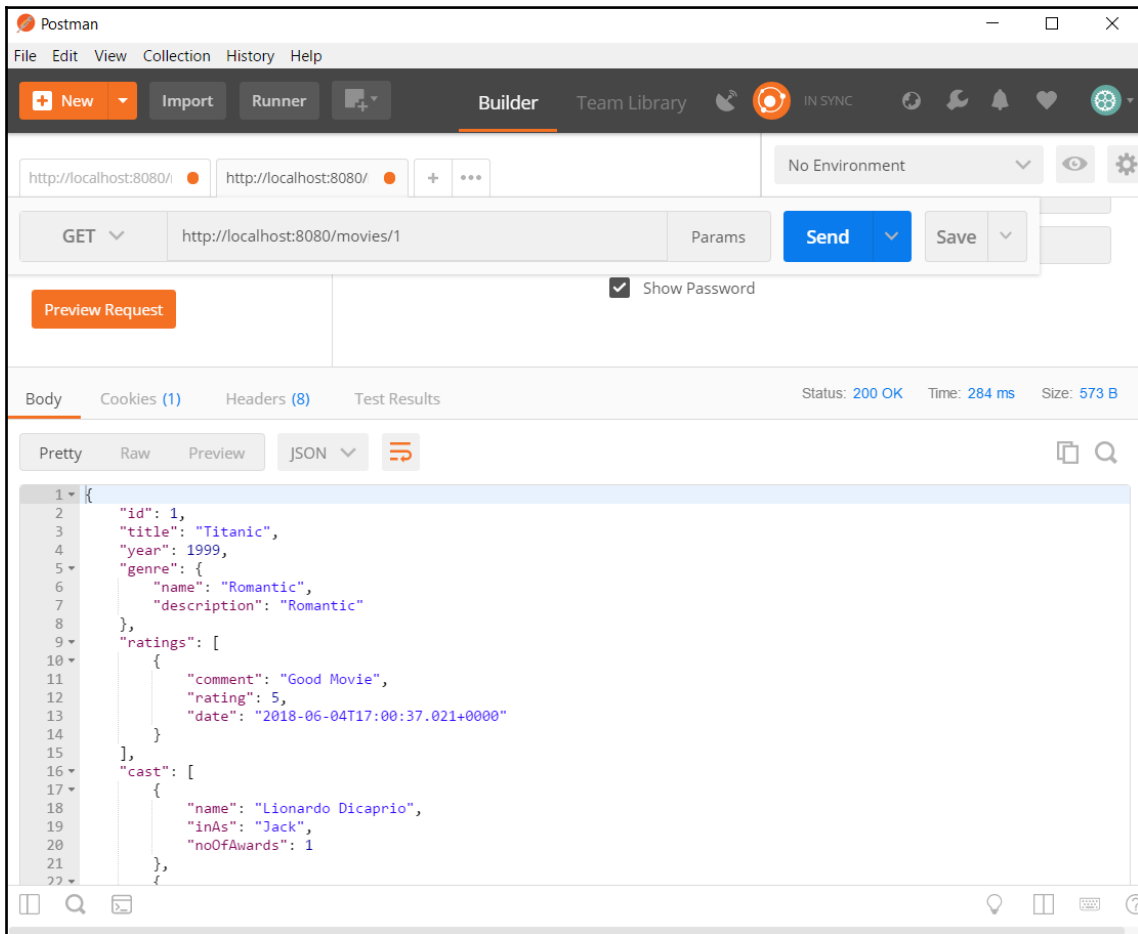 Postman
File Edit View Collection History Help
New Import Runner Builder Team Library IN SYNC
http://localhost:8080/ http://localhost:8080/ + ••• No Environment
GET http://localhost:8080/movies/1 Params Send Save
Show Password
Preview Request
Body Cookies (1) Headers (8) Test Results Status: 200 OK Time: 284 ms Size: 573 B
Pretty Raw Preview JSON
1 {
2 "id": 1,
3 "title": "Titanic",
4 "year": 1999,
5 "genre": {
6 "name": "Romantic",
7 "description": "Romantic"
8 },
9 "ratings": [
10 {
11 "comment": "Good Movie",
12 "rating": 5,
13 "date": "2018-06-04T17:00:37.021+0000"
14 }
15 ],
16 "cast": [
17 {
18 "name": "Lionardo Dicaprio",
19 "inAs": "Jack",
20 "noOfAwards": 1
21 },
22 {